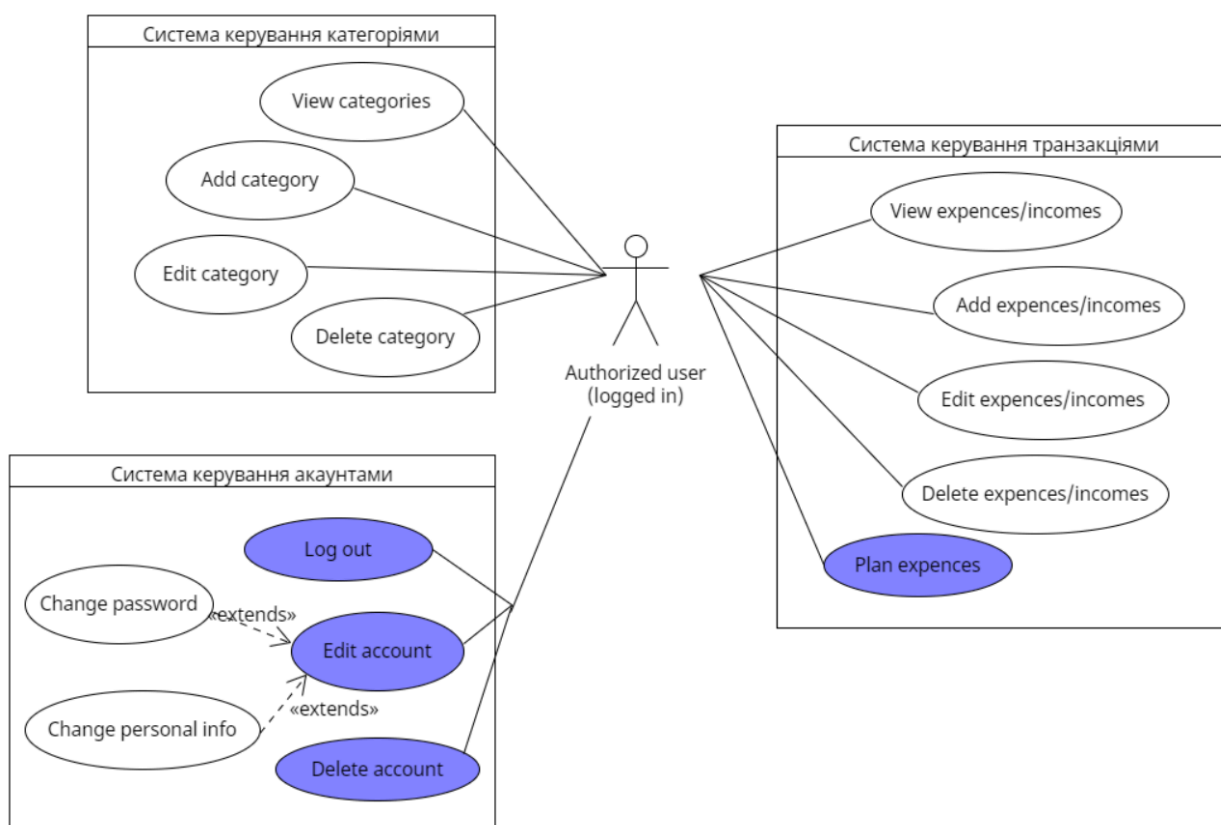 Система керування категоріями
View categories
Add category
Edit category
Delete category
Authorized user
(logged in)
Система керування транзакціями
View expences/incomes
Add expences/incomes
Edit expences/incomes
Delete expences/incomes
Plan expences
Система керування акаунтами
Log out
Change password
«extends»
Edit account
Change personal info
«extends»
Delete account